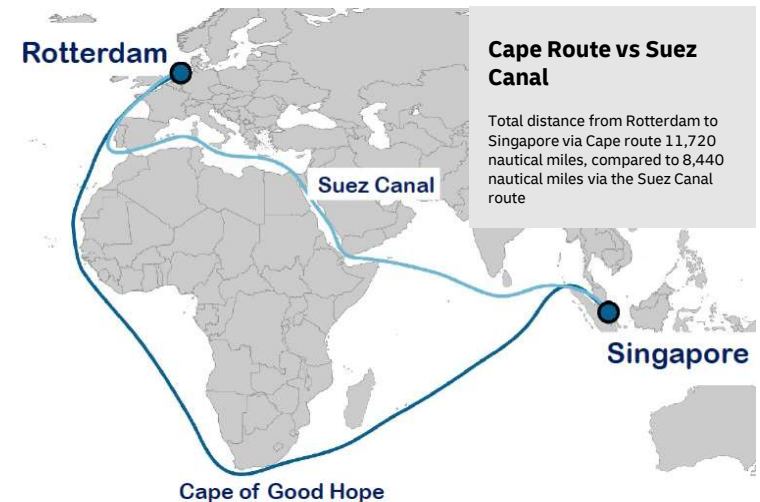 Rotterdam
Cape Route vs Suez
Canal
Total distance from Rotterdam to
Singapore via Cape route 11,720
nautical miles, compared to 8,440
nautical miles via the Suez Canal
route
Suez Canal
Singapore
Cape of Good Hope